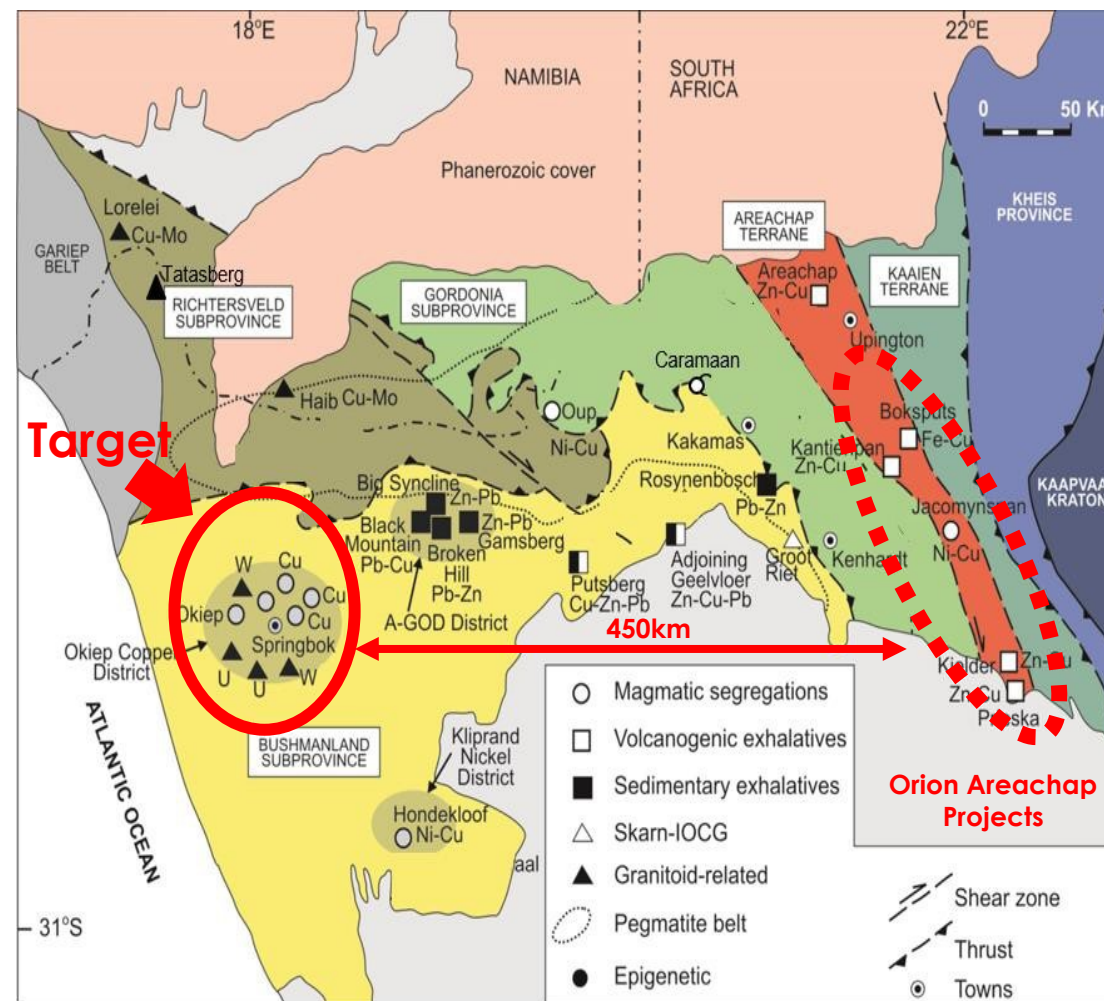 18°E
22°E
NAMIBIA
SOUTH
AFRICA
0 50 Km
Phanerozoic cover
KHEIS
PROVINCE
Lorelei
Cu-Mo
AREACHAP
TERRANE
GARIEP
BELT
Tatasberg
RICHTERSVELD
SUBPROVINCE
GORDONIA
SUBPROVINCE
Areachap
Zn-Cu
KAAIEN
TERRANE
Upington
Caramaan
Haib Cu-Mo
Oup
Ni-Cu
Kakamas
Boksputs
Fe-Cu
Kantienpan
Zn-Cu
Target
Big Syncline
Zn-Pb
Rosynenbosch
Pb-Zn
KAAPVAAL
KRATON
Black
Mountain
Pb-Cu
Zn-Pb
Gamsberg
Broken
Hill
Pb-Zn
Jacomynspan
Ni-Cu
W
Cu
Cu
Okiep
Cu
Springbok
Putsberg
Cu-Zn-Pb
Adjoining
Geelvloer
Zn-Cu-Pb
Groot
Riet
Kenhardt
A-GOD District
450km
Okiep Copper
District
U
U
W
Kielder
Zn-Cu
Zn-Cu
ATLANTIC OCEAN
BUSHMANLAND
SUBPROVINCE
Kliprand
Nickel
District
Hondekloof
Ni-Cu
aal
Orion Areachap
Projects
Magmatic segregations
Volcanogenic exhalatives
Sedimentary exhalatives
Skarn-IOCG
Granitoid-related
Pegmatite belt
Epigenetic
Shear zone
Thrust
Towns
31°S